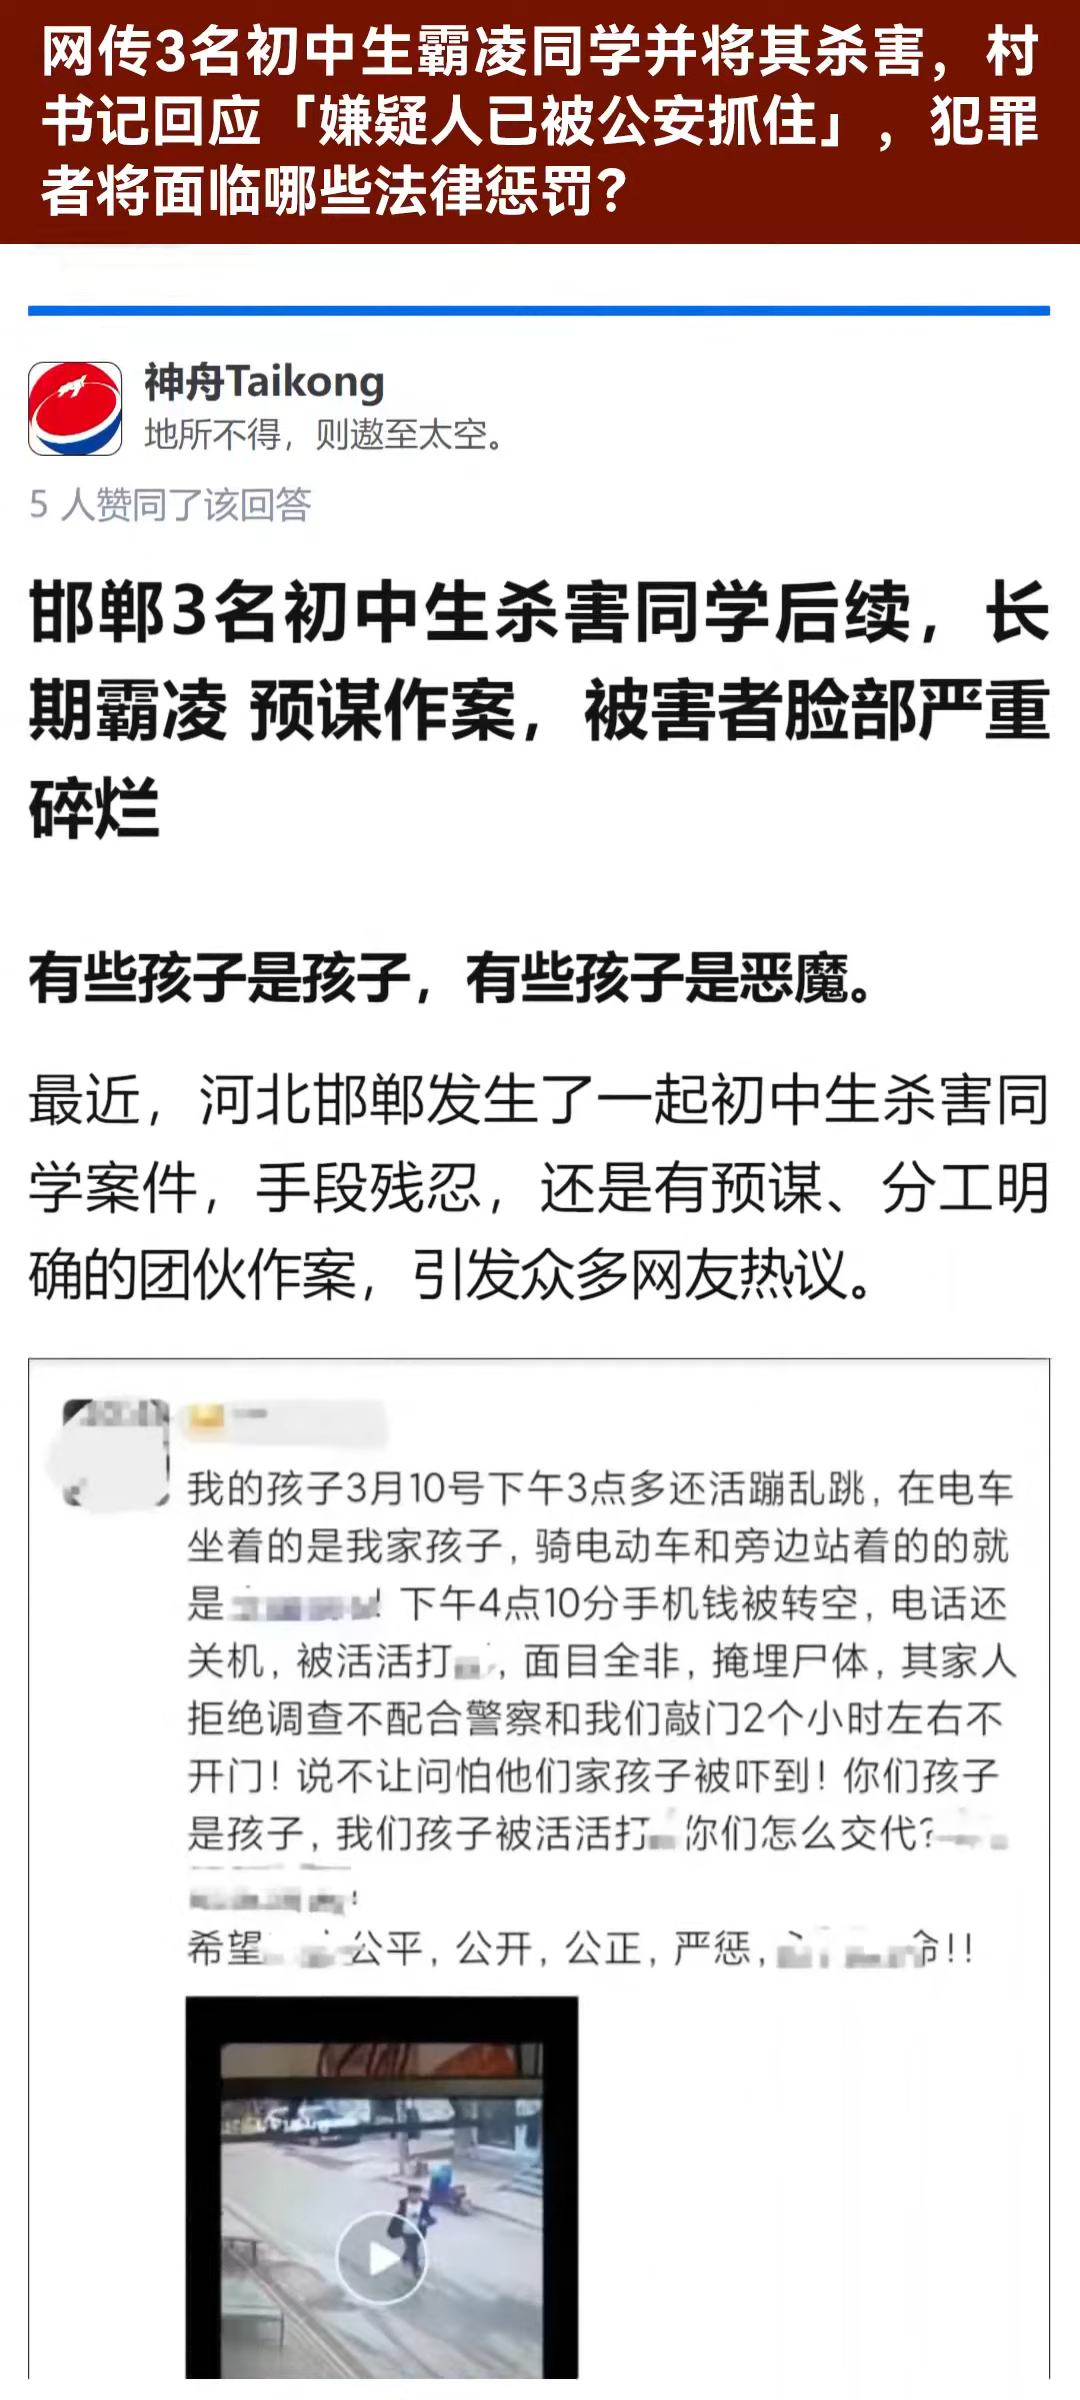 网传3名初中生霸凌同学并将其杀害，村
书记回应「嫌疑人已被公安抓住」，犯罪
者将面临哪些法律惩罚？
神舟Taikong
地所不得，则遨至太空。
5 人赞同了该回答
邯郸3名初中生杀害同学后续，长
期霸凌 预谋作案，被害者脸部严重
碎烂
有些孩子是孩子，有些孩子是恶魔。
最近，河北邯郸发生了一起初中生杀害同
学案件，手段残忍，还是有预谋、分工明
确的团伙作案，引发众多网友热议。
我的孩子3月10号下午3点多还活蹦乱跳，在电车
坐着的是我家孩子，骑电动车和旁边站着的的就
是！下午4点10分手机钱被转空，电话还
关机，被活活打，面目全非，掩埋尸体，其家人
拒绝调查不配合警察和我们敲门2个小时左右不
开门！说不让问怕他们家孩子被吓到！你们孩子
是孩子，我们孩子被活活打你们怎么交代？
！
希望公平，公开，公正，严惩，命！！